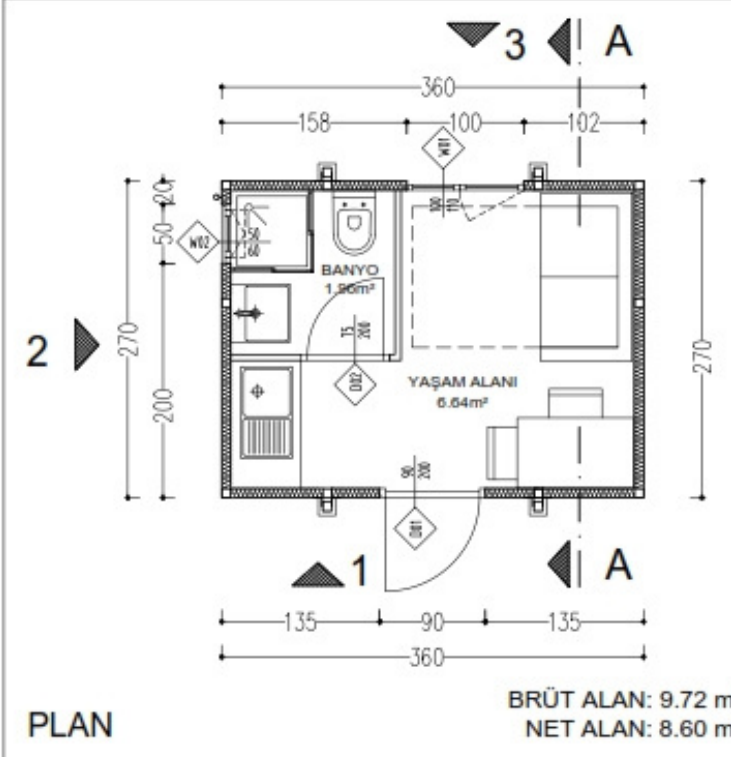 3 A
360
158 100 102
W01
100
110
20
50
W02
50
60
BANYO
1.96m²
2
270
200
75
200
D02
YAŞAM ALANI
6.64m²
270
90
200
D01
1
A
135 90 135
360
PLAN
BRÜT ALAN: 9.72 m
NET ALAN: 8.60 m